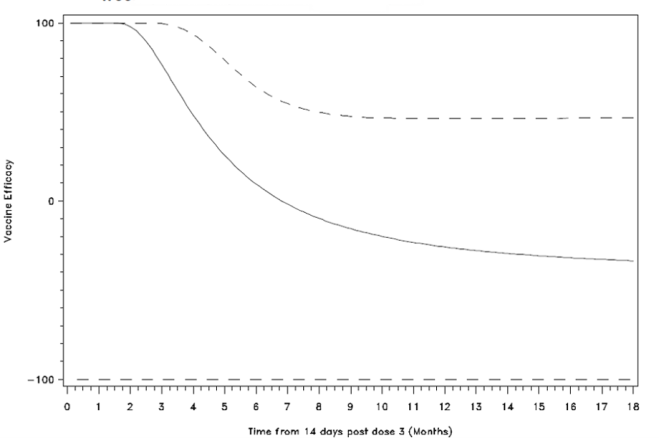 100
0
-100
Vaccine Efficacy
0 1 2 3 4 5 6 7 8 9 10 11 12 13 14 15 16 17 18
Time from 14 days post dose 3 (Months)